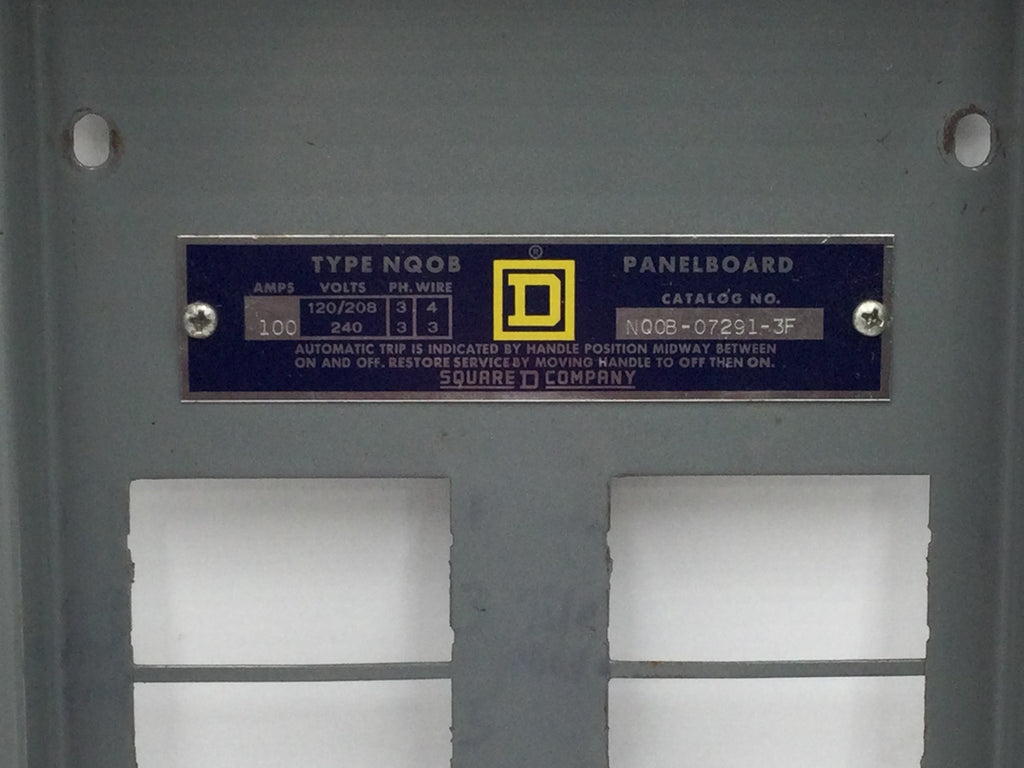 ®
TYPE NQOB PANELBOARD
AMPS VOLTS PH. WIRE
CATALOG NO.
120/208 3 4
100 240 3 3
D
NQOB-07291-3F
AUTOMATIC TRIP IS INDICATED BY HANDLE POSITION MIDWAY BETWEEN
ON AND OFF. RESTORE SERVICE BY MOVING HANDLE TO OFF THEN ON.
SQUARE D COMPANY